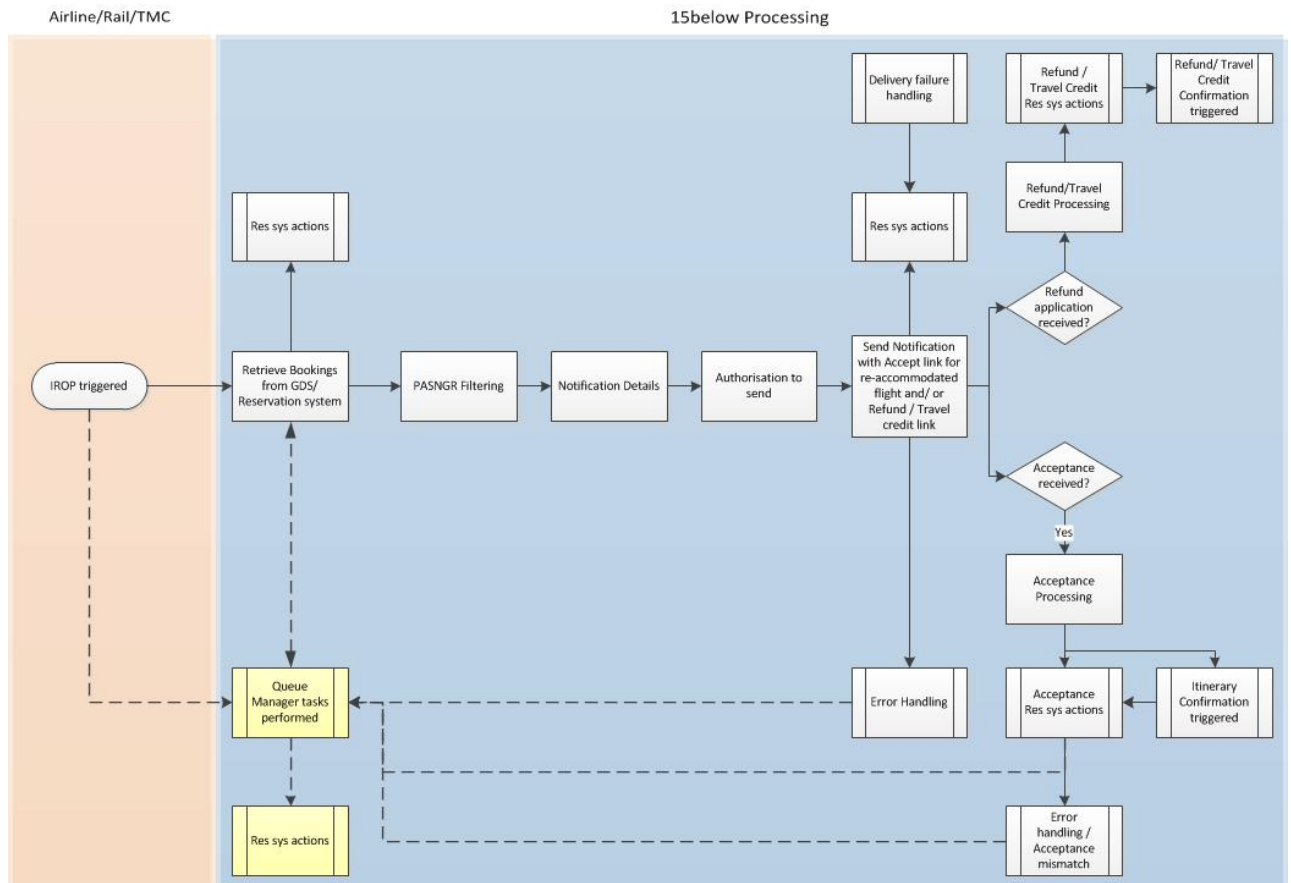 Airline/Rail/TMC
15below Processing
Delivery failure
handling
Refund /
Travel Credit
Res sys actions
Refund/ Travel
Credit
Confirmation
triggered
Res sys actions
Res sys actions
Refund/Travel
Credit Processing
Refund
application
received?
IROP triggered
Retrieve Bookings
from GDS/
Reservation system
PASNGR Filtering
Notification Details
Authorisation to
send
Send Notification
with Accept link for
re-accommodated
flight and/ or
Refund / Travel
credit link
Acceptance
received?
Yes
Acceptance
Processing
Queue
Manager tasks
performed
Error Handling
Acceptance
Res sys actions
Itinerary
Confirmation
triggered
Res sys actions
Error
handling /
Acceptance
mismatch